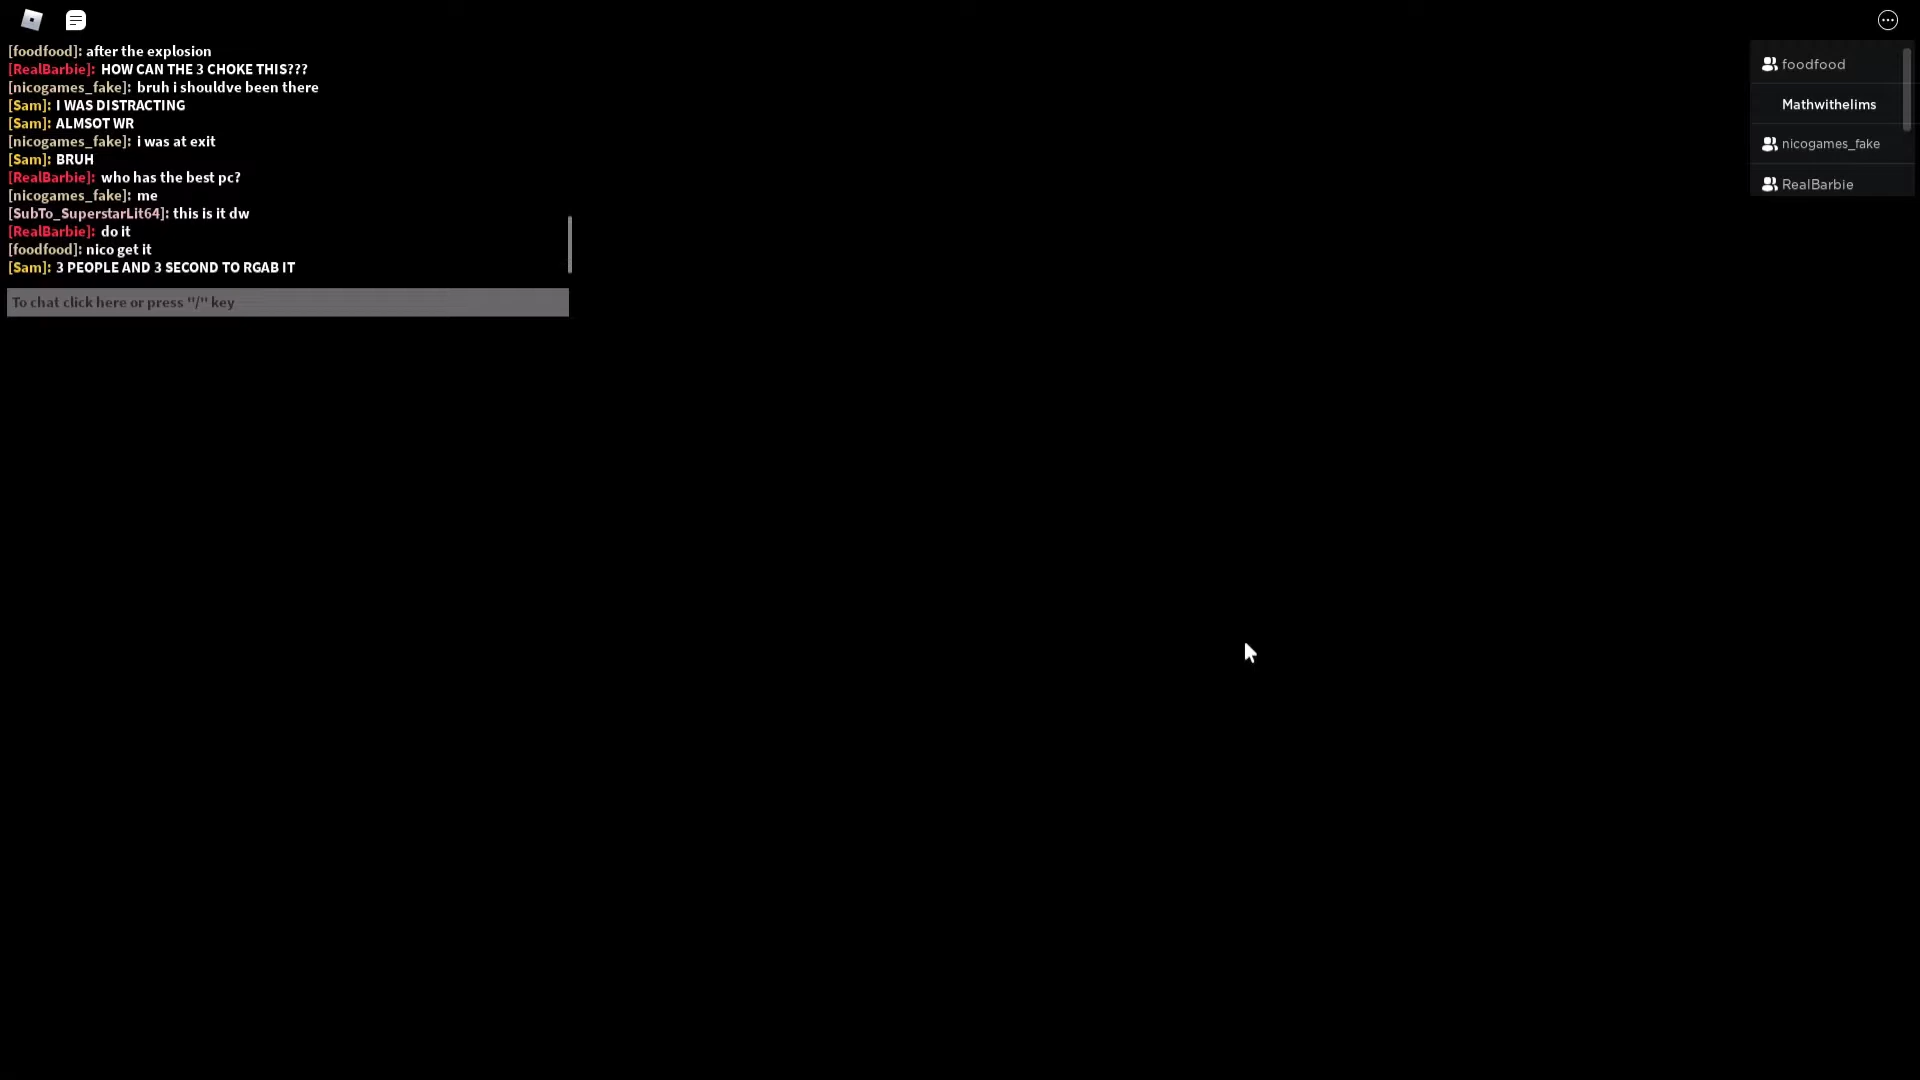 [foodfood]: after the explosion
[RealBarbie]: HOW CAN THE 3 CHOKE THIS???
[nicogames_fake]: bruh i shouldve been there
[Sam]: I WAS DISTRACTING
[Sam]: ALMSOT WR
[nicogames_fake]: i was at exit
[Sam]: BRUH
[RealBarbie]: who has the best pc?
[nicogames_fake]: me
[SubTo_SuperstarLit64]: this is it dw
[RealBarbie]: do it
[foodfood]: nico get it
[Sam]: 3 PEOPLE AND 3 SECOND TO RGAB IT
To chat click here or press "/" key
foodfood
Mathwithelims
nicogames_fake
RealBarbie